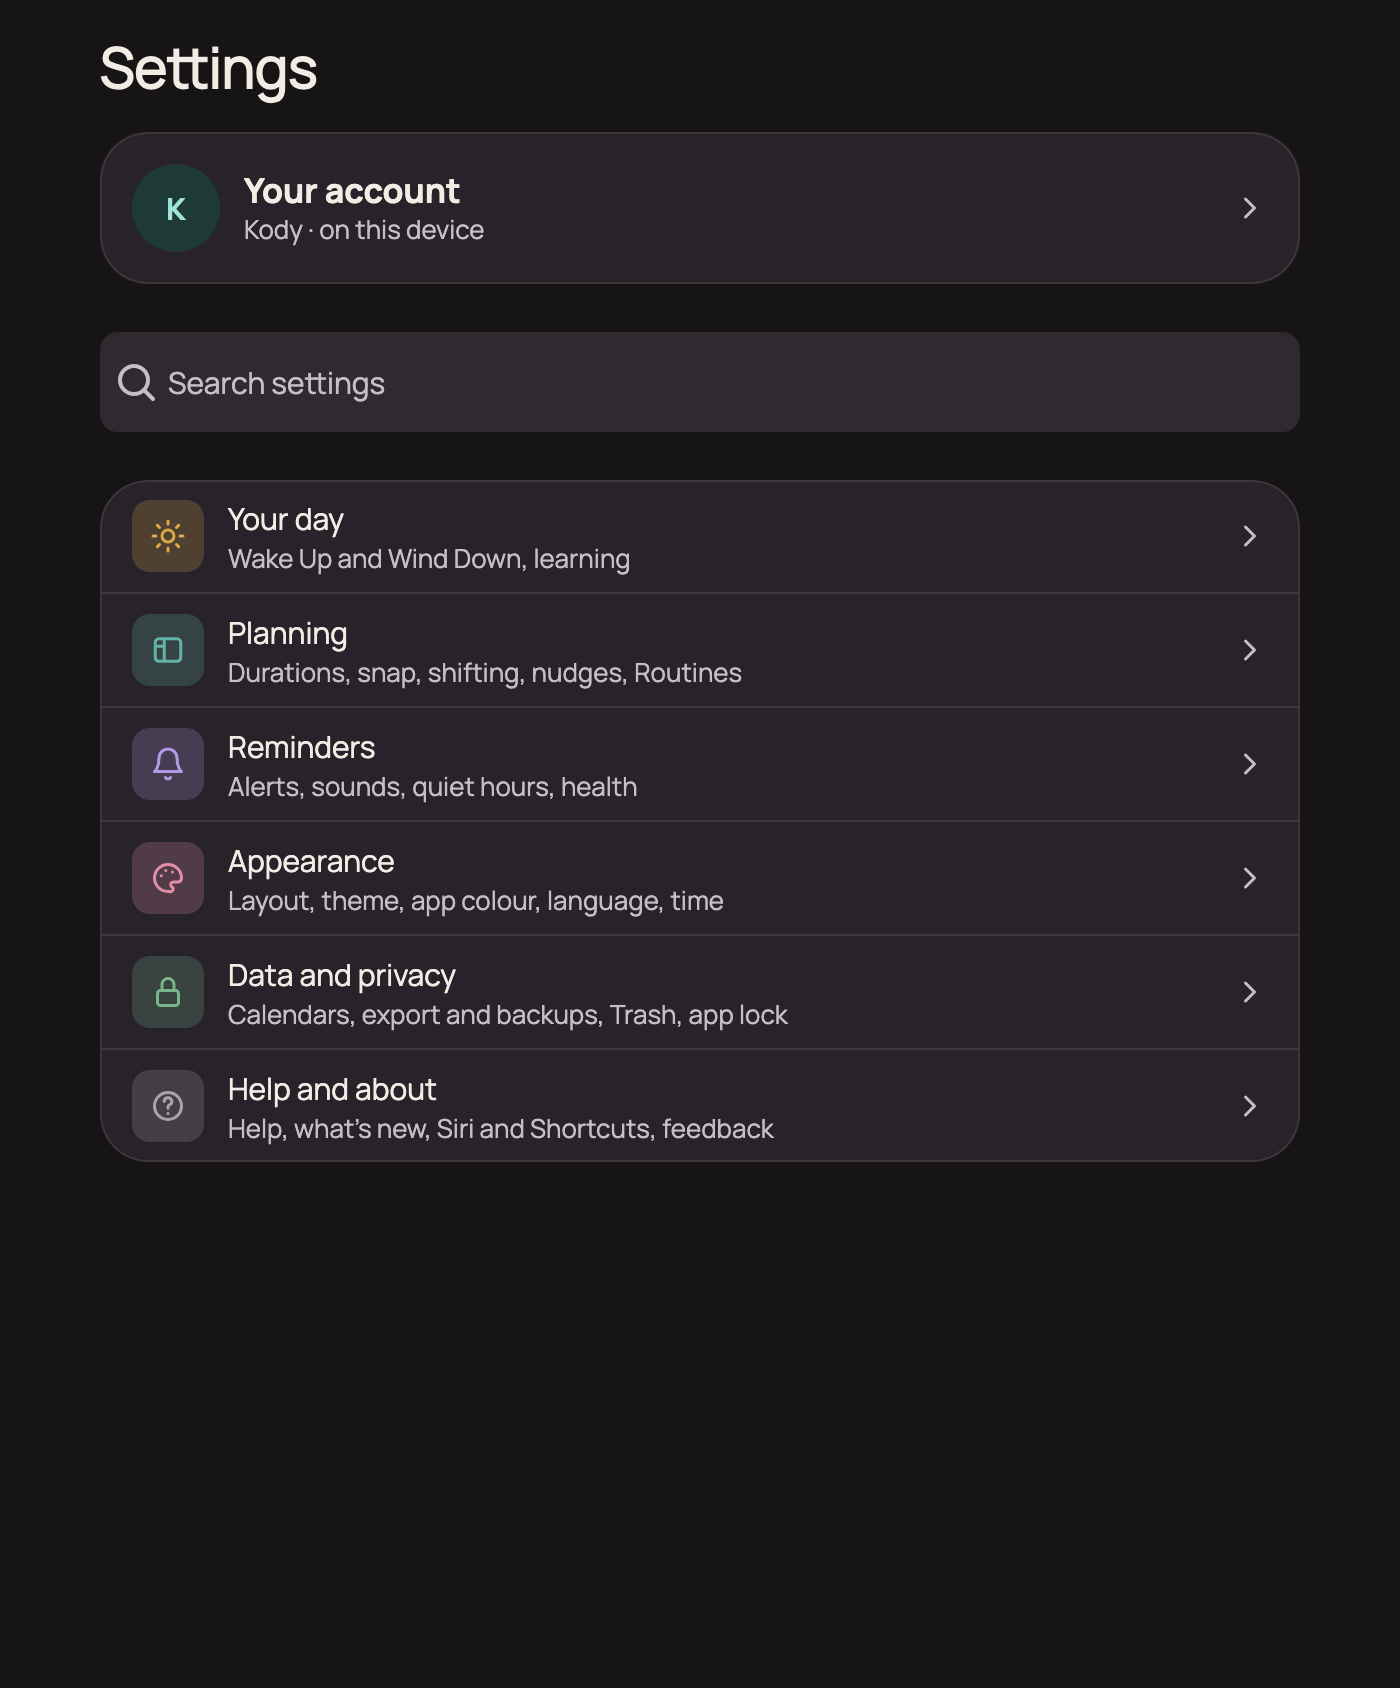 Settings
K
Your account
Kody · on this device
Search settings
Your day
Wake Up and Wind Down, learning
Planning
Durations, snap, shifting, nudges, Routines
Reminders
Alerts, sounds, quiet hours, health
Appearance
Layout, theme, app colour, language, time
Data and privacy
Calendars, export and backups, Trash, app lock
Help and about
Help, what's new, Siri and Shortcuts, feedback